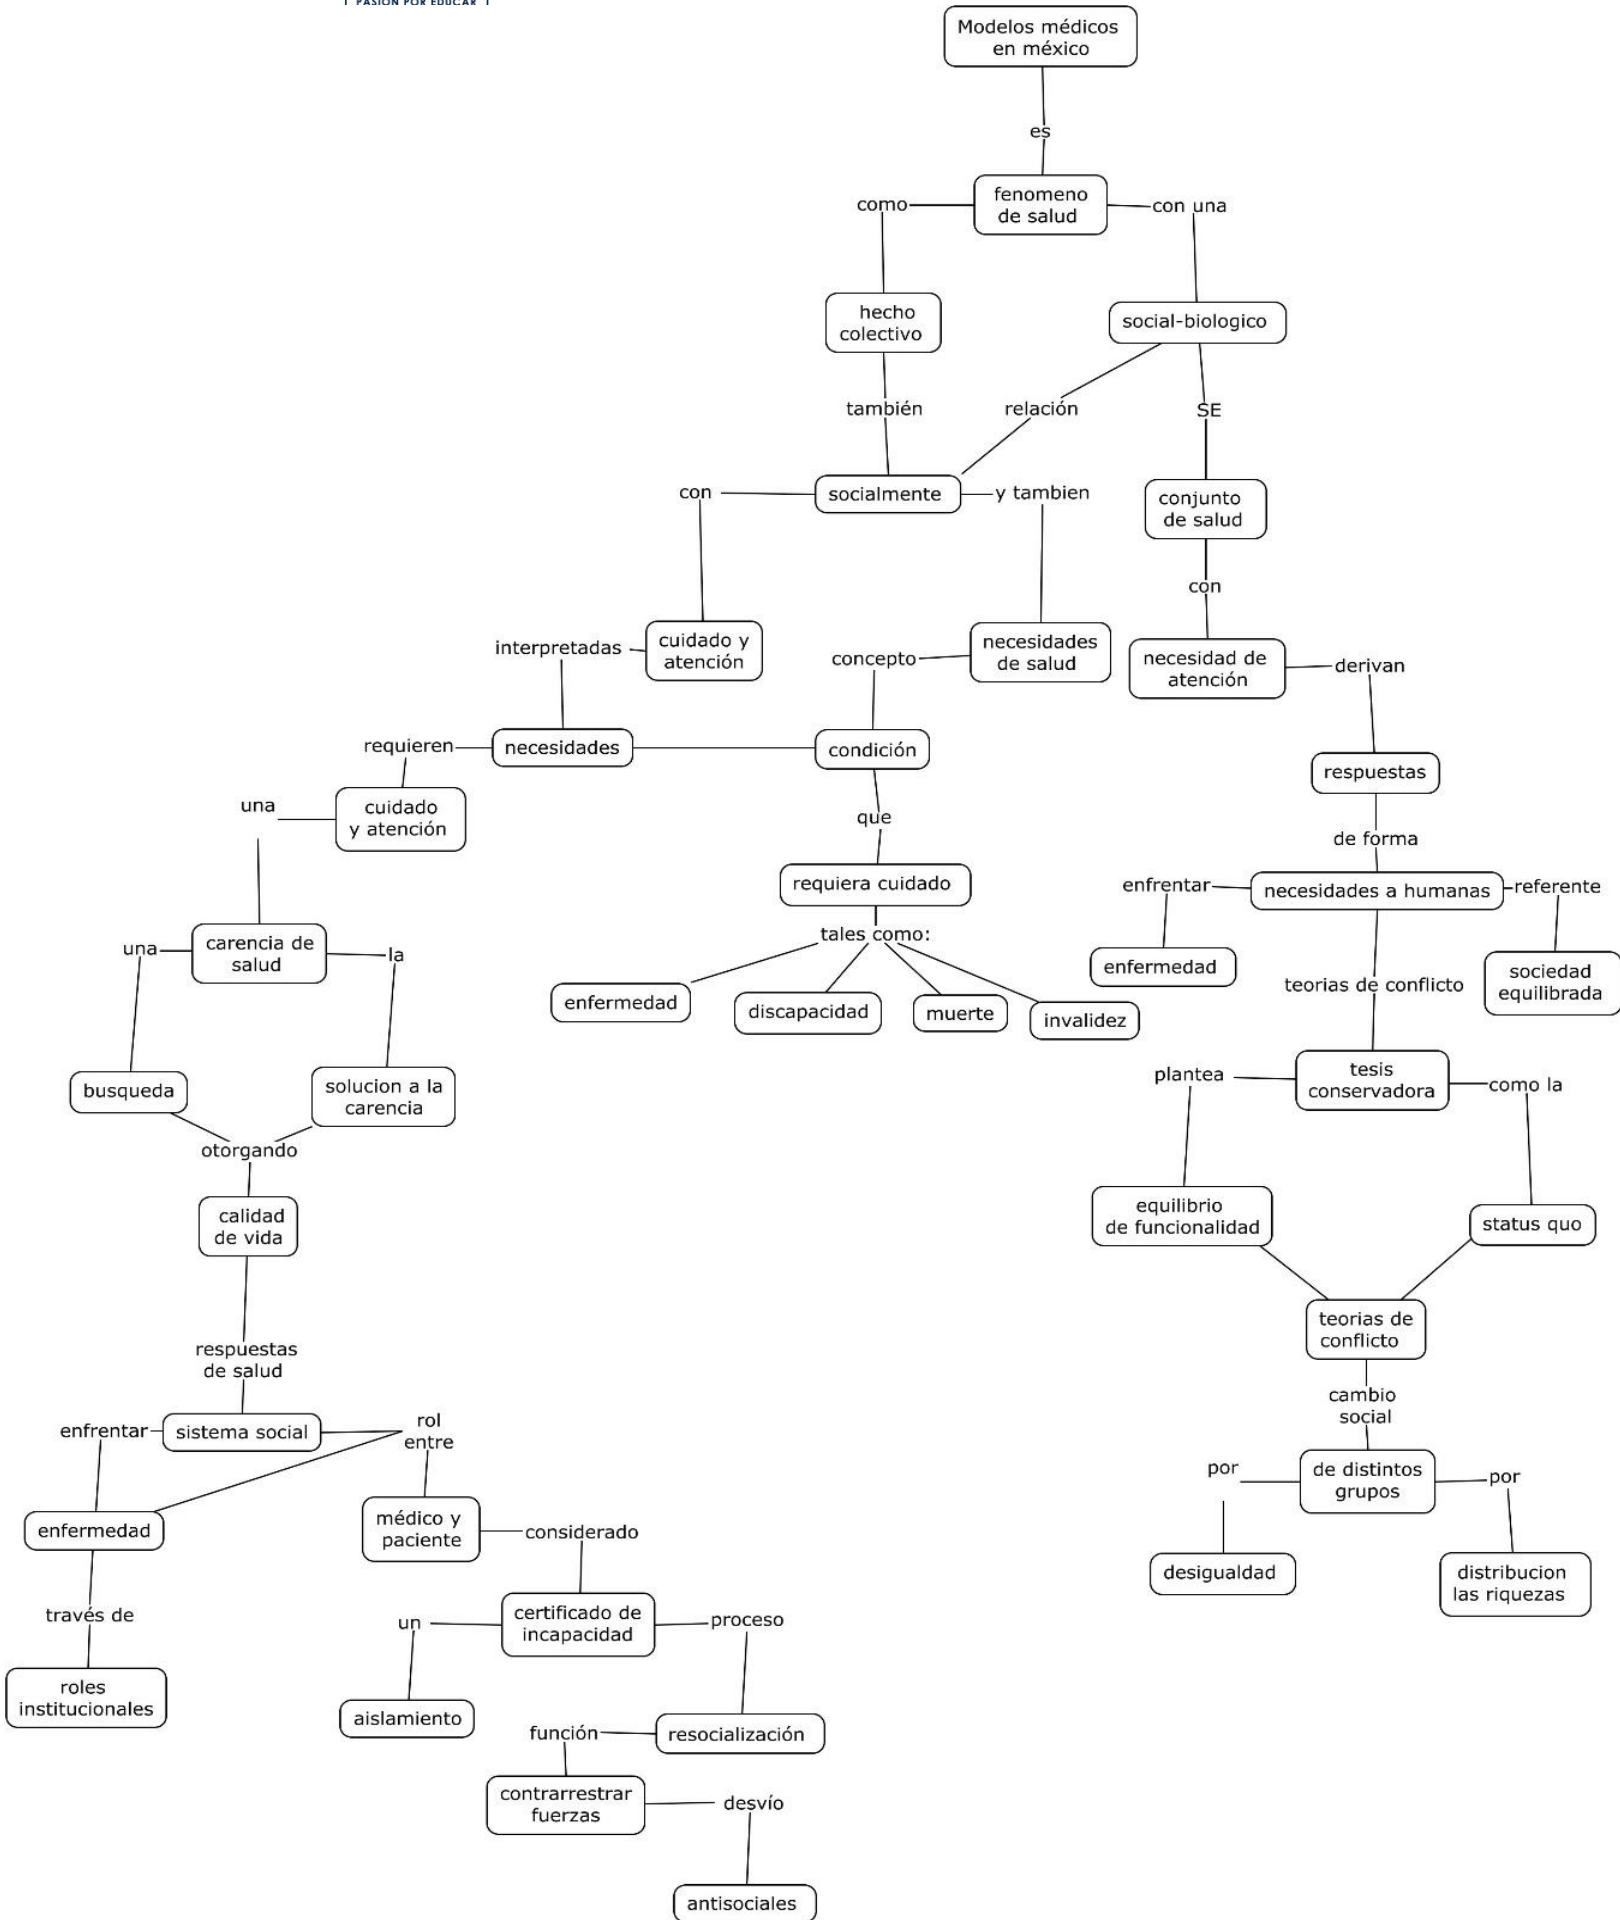 PASIÓN POR EDUCAR
Modelos médicos
en méxico
es
fenomeno
de salud
como
con una
hecho
colectivo
social-biologico
también
relación
SE
con
socialmente
y tambien
conjunto
de salud
con
interpretadas
cuidado y
atención
concepto
necesidades
de salud
necesidad de
atención
derivan
requieren
necesidades
condición
respuestas
una
cuidado
y atención
que
de forma
requiera cuidado
enfrentar
necesidades a humanas
referente
una
carencia de
salud
la
tales como:
enfermedad
sociedad
equilibrada
enfermedad
discapacidad
muerte
invalidez
teorias de conflicto
busqueda
solucion a la
carencia
plantea
tesis
conservadora
como la
otorgando
calidad
de vida
equilibrio
de funcionalidad
status quo
respuestas
de salud
teorias de
conflicto
enfrentar
sistema social
rol
entre
cambio
social
por
de distintos
grupos
por
enfermedad
médico y
paciente
considerado
desigualdad
distribucion
las riquezas
través de
un
certificado de
incapacidad
proceso
roles
institucionales
aislamiento
función
resocialización
contrarrestrar
fuerzas
desvío
antisociales